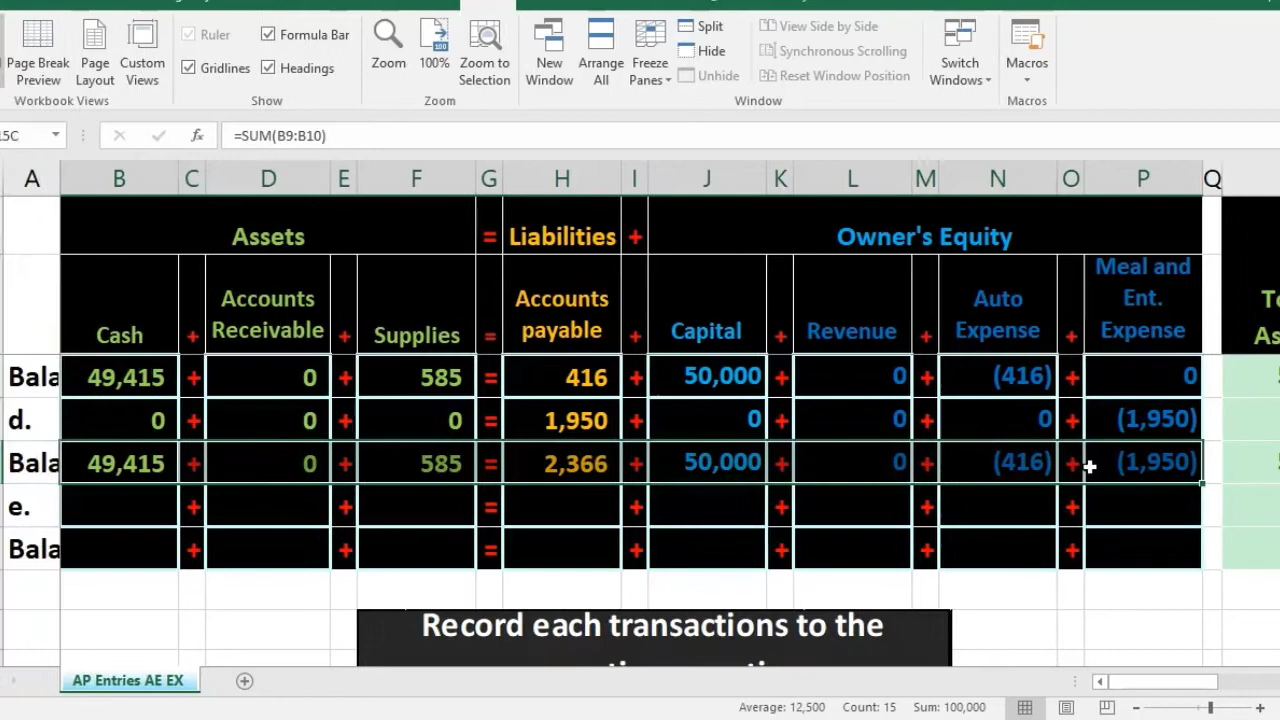 Ruler
Formula Bar
Gridlines
Headings
Page Break
Preview
Page
Layout
Custom
Views
Workbook Views
Show
Zoom
100
100%
Zoom to
Selection
Zoom
New
Window
Arrange
All
Freeze
Panes
Split
Hide
Unhide
View Side by Side
Synchronous Scrolling
Reset Window Position
Window
Switch
Windows
Macros
Macros
15C
fx =SUM(B9:B10)
A B C D E F G H I J K L M N O P Q
Assets = Liabilities + Owner's Equity
Cash + Accounts Receivable + Supplies = Accounts payable + Capital + Revenue + Auto Expense + Meal and Ent. Expense
Bala 49,415 + 0 + 585 = 416 + 50,000 + 0 + (416) + 0
d. 0 + 0 + 0 = 1,950 + 0 + 0 + 0 + (1,950)
Bala 49,415 + 0 + 585 = 2,366 + 50,000 + 0 + (416) + (1,950)
e. + + = + + + +
Bala + + = + + + +
Record each transactions to the
AP Entries AE EX
Average: 12,500 Count: 15 Sum: 100,000